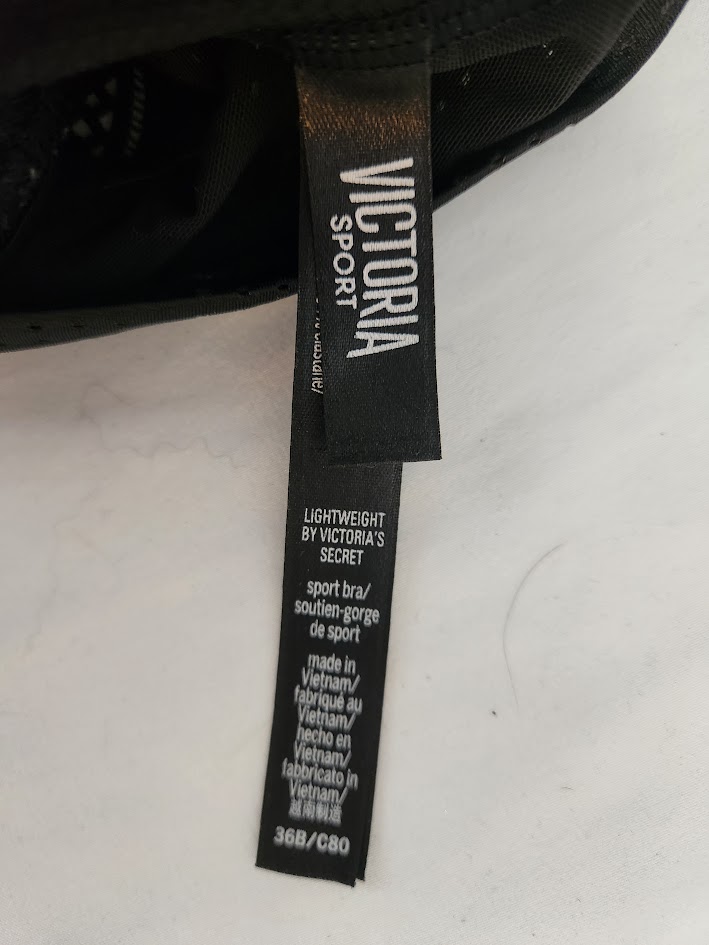 VICTORIA
SPORT
elastane/
LIGHTWEIGHT
BY VICTORIA'S
SECRET
sport bra/
soutien-gorge
de sport
made in
Vietnam/
fabriqué au
Vietnam/
hecho en
Vietnam/
fabbricato in
Vietnam/
越南制造
36B/C80